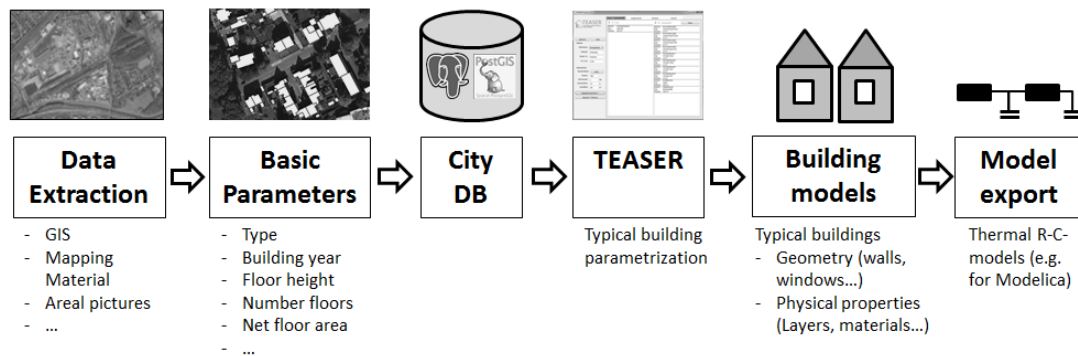 TEASER
PostGIS
Data
Extraction
Basic
Parameters
City
DB
TEASER
Building
models
Model
export
- GIS
- Mapping
Material
- Areal pictures
- ...
- Type
- Building year
- Floor height
- Number floors
- Net floor area
- ...
Typical building
parametrization
Typical buildings
- Geometry (walls,
windows...)
- Physical properties
(Layers, materials...)
Thermal R-C-
models (e.g.
for Modelica)